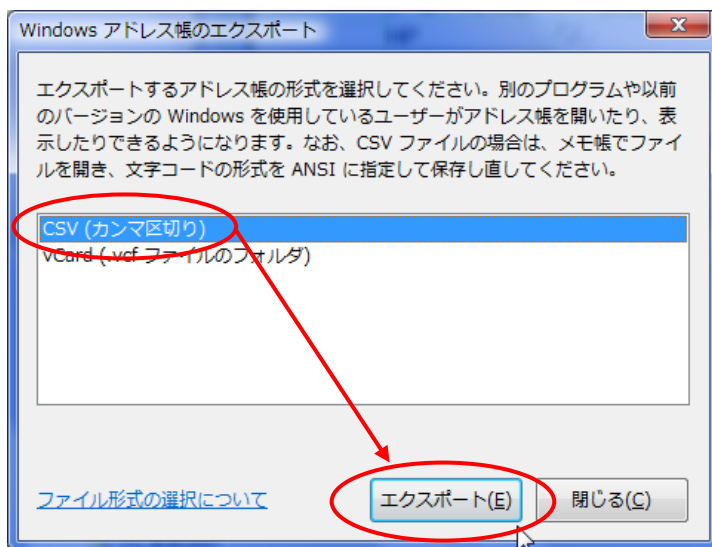 Windows アドレス帳のエクスポート
エクスポートするアドレス帳の形式を選択してください。別のプログラムや以前
のバージョンの Windows を使用しているユーザーがアドレス帳を開いたり、表
示したりできるようになります。なお、CSV ファイルの場合は、メモ帳でファイ
ルを開き、文字コードの形式を ANSI に指定して保存し直してください。
CSV (カンマ区切り)
vCard (.vcf ファイルのフォルダ)
ファイル形式の選択について
エクスポート(E)
閉じる(C)